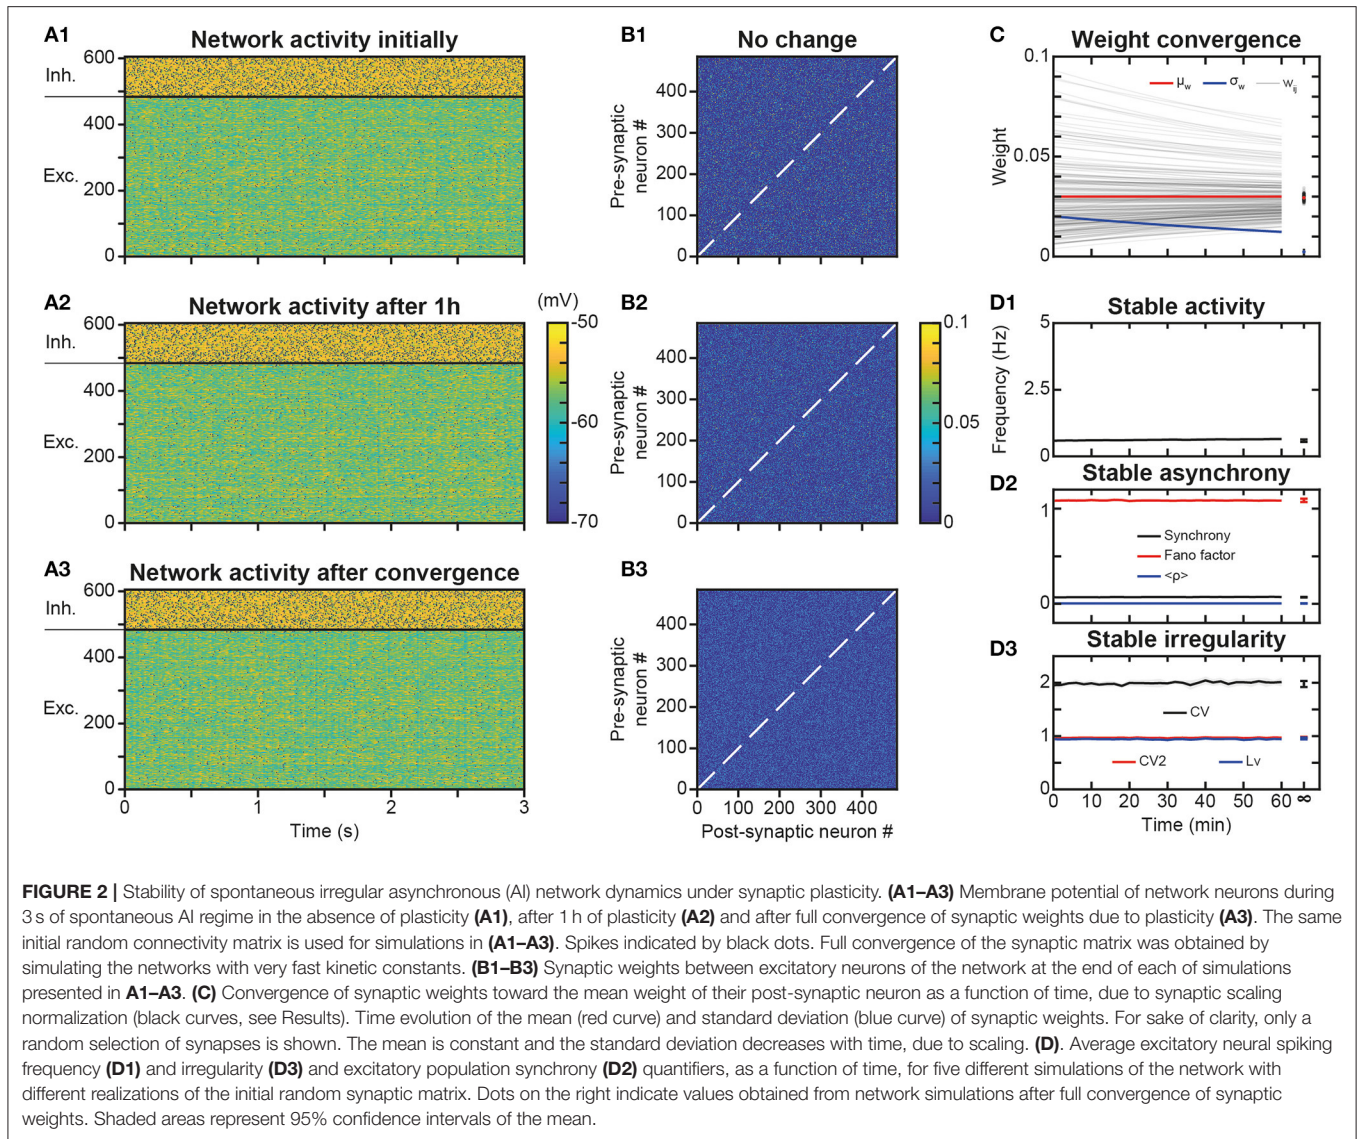 A1
Network activity initially
600
Inh.
400
Exc.
200
0
A2
Network activity after 1h
(mV)
600
-50
Inh.
400
-60
Exc.
200
0
-70
A3
Network activity after convergence
600
Inh.
400
Exc.
200
0
0 1 2 3
Time (s)
B1
No change
400
300
200
100
0
Pre-synaptic
neuron #
B2
0.1
400
300
0.05
200
100
0
0
Pre-synaptic
neuron #
B3
400
300
200
100
0
Pre-synaptic
neuron #
0 100 200 300 400
Post-synaptic neuron #
C
Weight convergence
0.1
μw σw wij
0.05
0
Weight
D1
Stable activity
5
2.5
0
Frequency (Hz)
D2
Stable asynchrony
1
Synchrony
Fano factor
<ρ>
0
D3
Stable irregularity
2
CV
1
CV2 Lv
0
0 10 20 30 40 50 60 ∞
Time (min)
FIGURE 2 | Stability of spontaneous irregular asynchronous (AI) network dynamics under synaptic plasticity. (A1–A3) Membrane potential of network neurons during
3 s of spontaneous AI regime in the absence of plasticity (A1), after 1 h of plasticity (A2) and after full convergence of synaptic weights due to plasticity (A3). The same
initial random connectivity matrix is used for simulations in (A1–A3). Spikes indicated by black dots. Full convergence of the synaptic matrix was obtained by
simulating the networks with very fast kinetic constants. (B1–B3) Synaptic weights between excitatory neurons of the network at the end of each of simulations
presented in A1–A3. (C) Convergence of synaptic weights toward the mean weight of their post-synaptic neuron as a function of time, due to synaptic scaling
normalization (black curves, see Results). Time evolution of the mean (red curve) and standard deviation (blue curve) of synaptic weights. For sake of clarity, only a
random selection of synapses is shown. The mean is constant and the standard deviation decreases with time, due to scaling. (D). Average excitatory neural spiking
frequency (D1) and irregularity (D3) and excitatory population synchrony (D2) quantifiers, as a function of time, for five different simulations of the network with
different realizations of the initial random synaptic matrix. Dots on the right indicate values obtained from network simulations after full convergence of synaptic
weights. Shaded areas represent 95% confidence intervals of the mean.